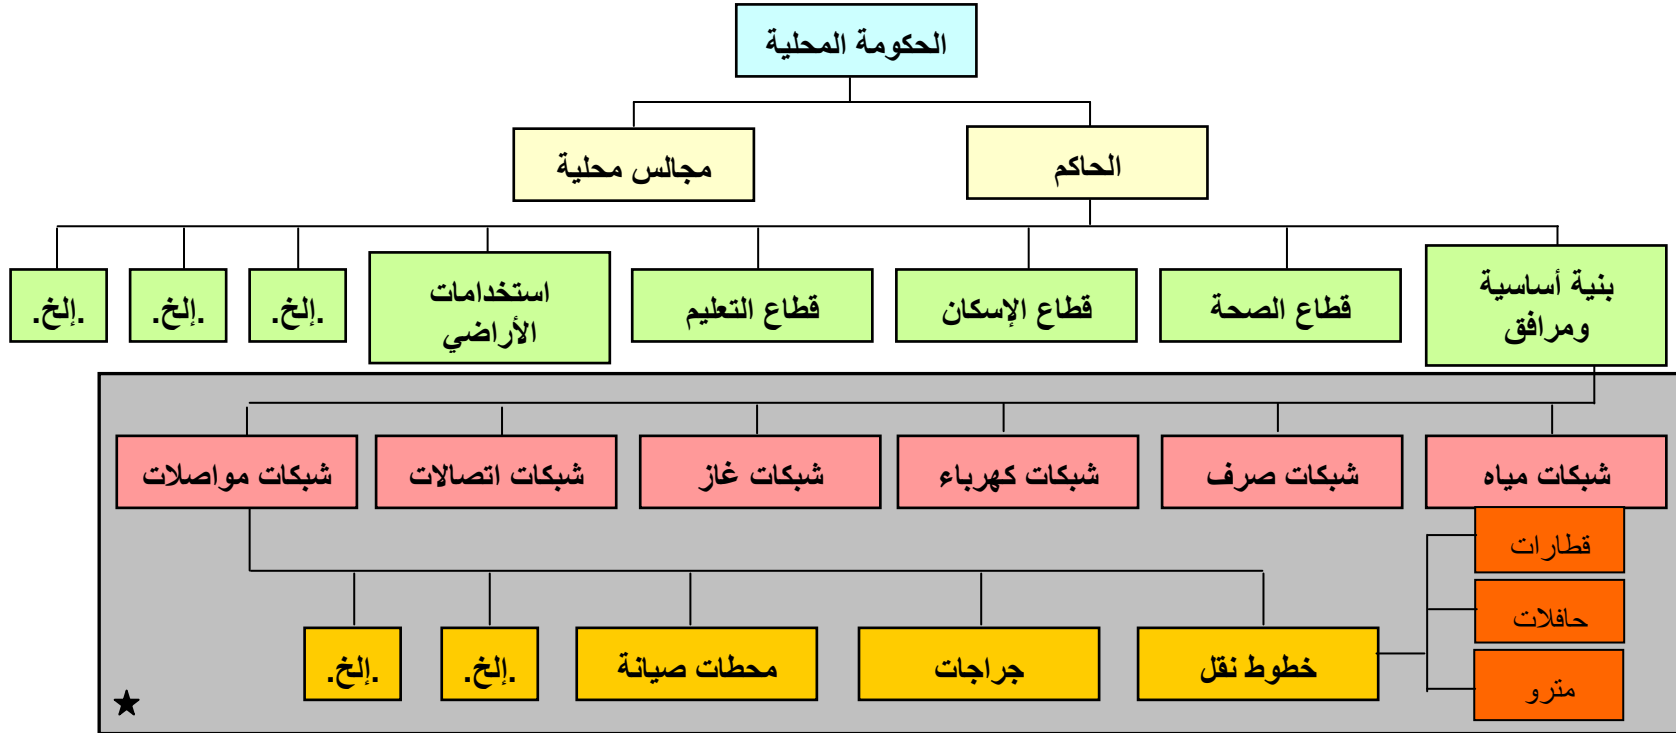 الحكومة المحلية
الحاكم
مجالس محلية
بنية أساسية
ومرافق
قطاع الصحة
قطاع الإسكان
قطاع التعليم
استخدامات
الأراضي
.إلخ.
.إلخ.
.إلخ.
شبكات مياه
شبكات صرف
شبكات كهرباء
شبكات غاز
شبكات اتصالات
شبكات مواصلات
قطارات
حافلات
مترو
خطوط نقل
جراجات
محطات صيانة
.إلخ.
.إلخ.